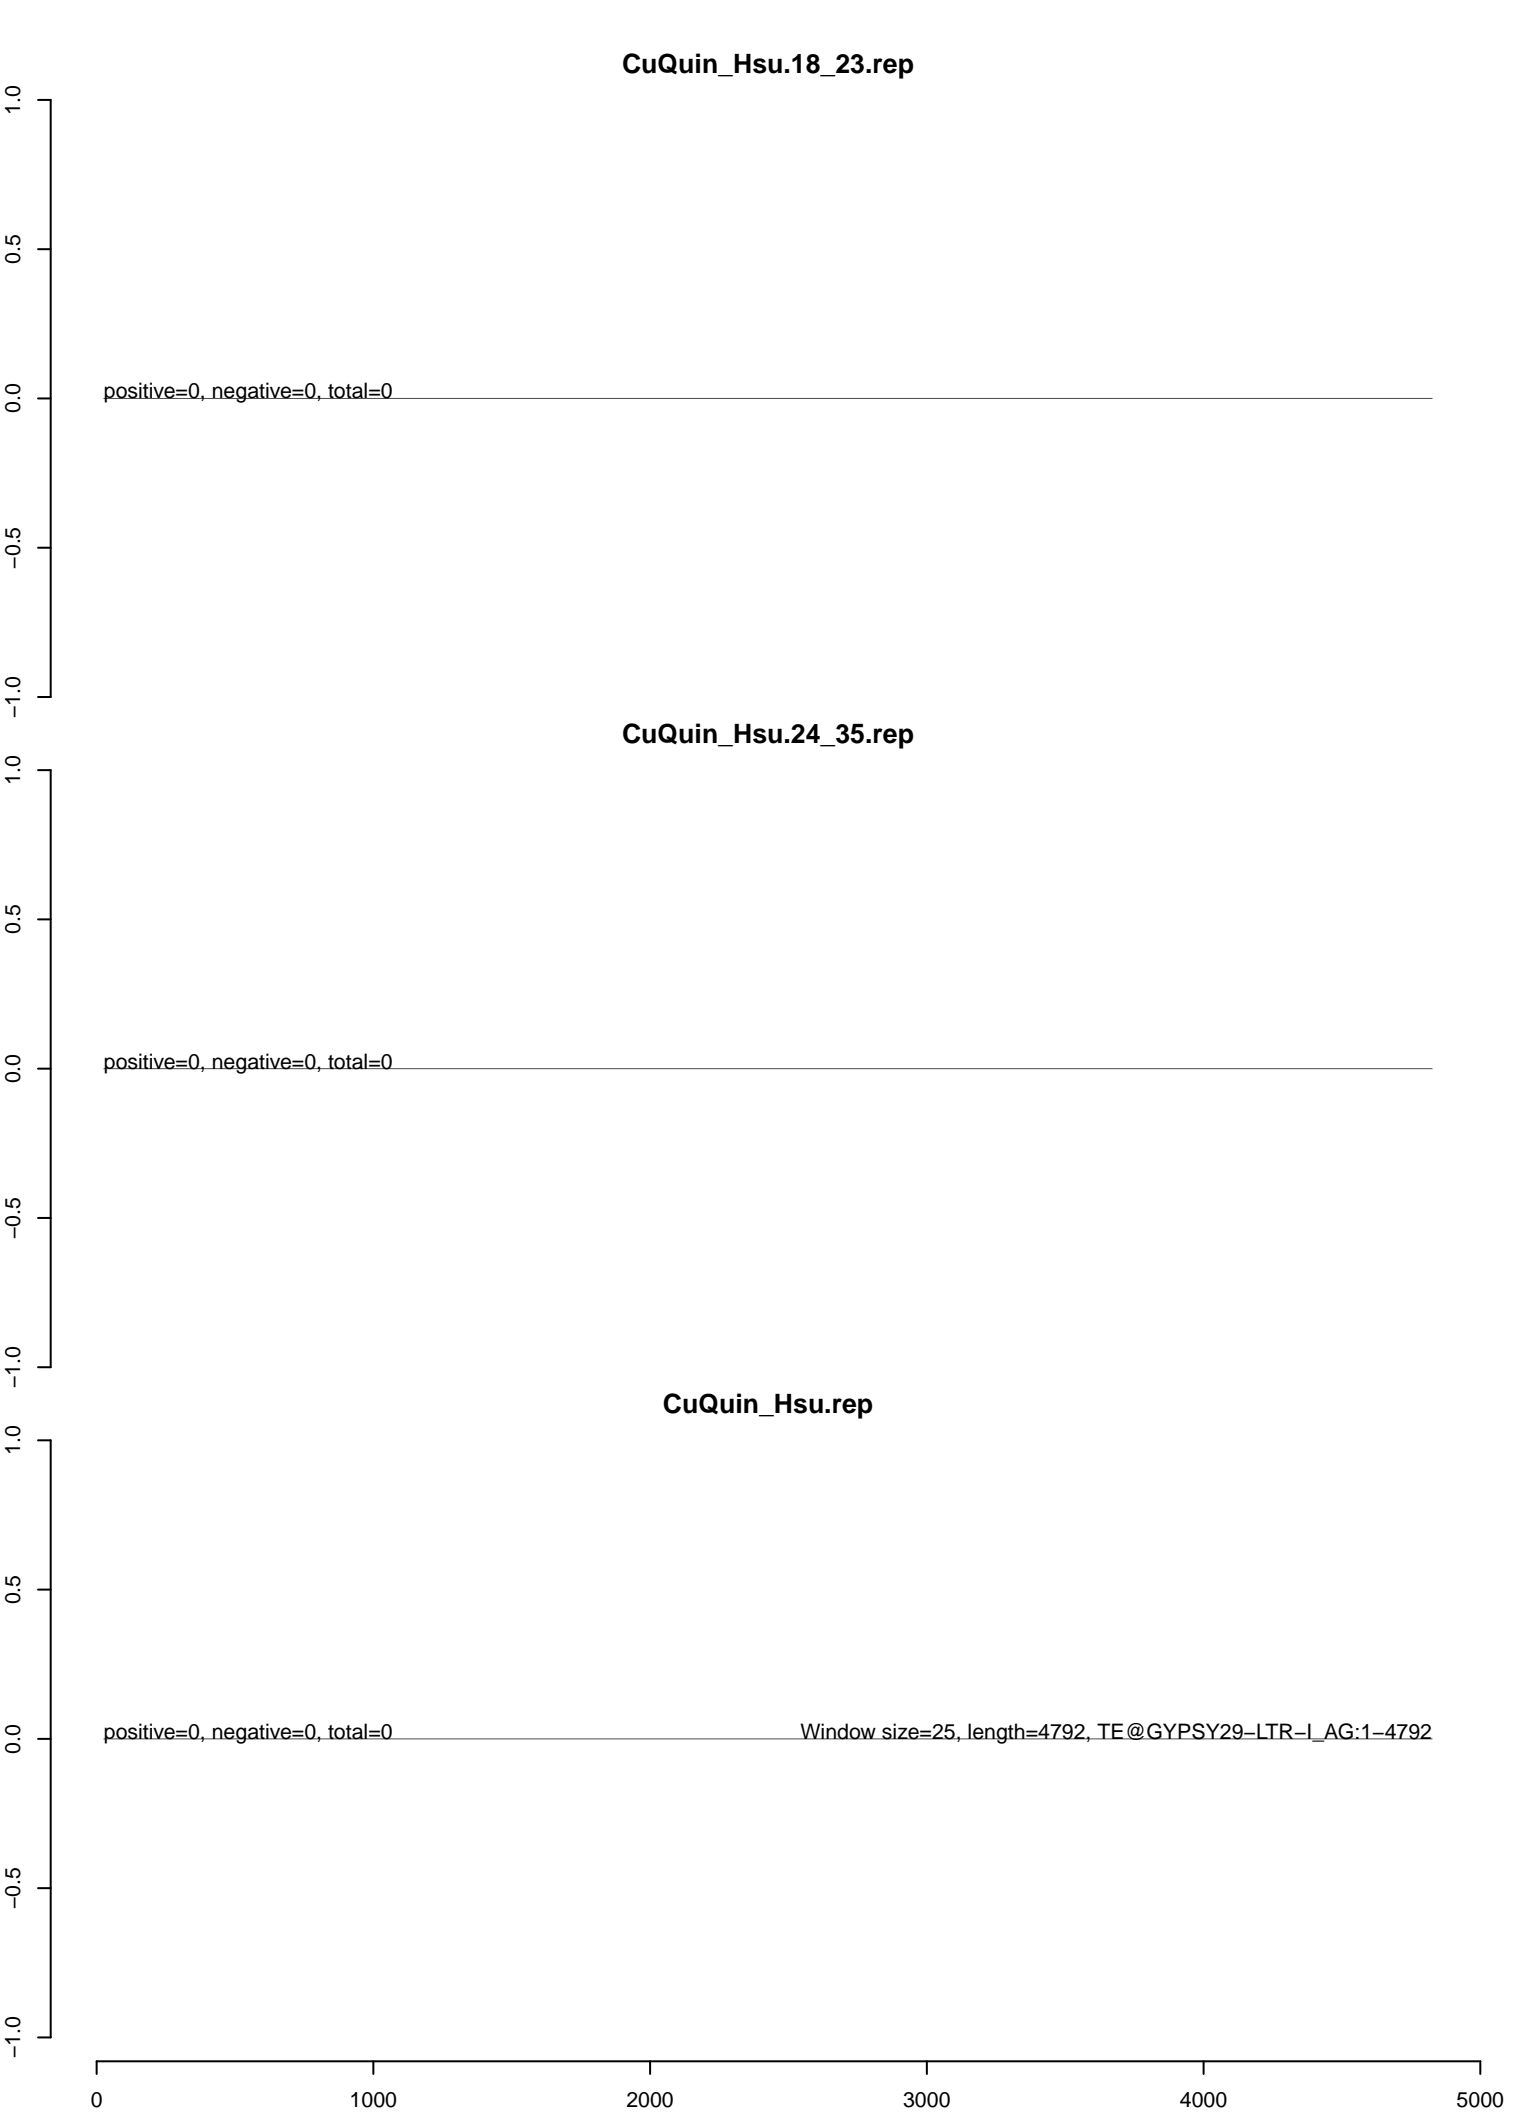 CuQuin_Hsu.18_23.rep
1.0
0.5
0.0
−0.5
−1.0
positive=0, negative=0, total=0
CuQuin_Hsu.24_35.rep
1.0
0.5
0.0
−0.5
−1.0
positive=0, negative=0, total=0
CuQuin_Hsu.rep
1.0
0.5
0.0
−0.5
−1.0
positive=0, negative=0, total=0
Window size=25, length=4792, TE@GYPSY29−LTR−I_AG:1−4792
0 1000 2000 3000 4000 5000